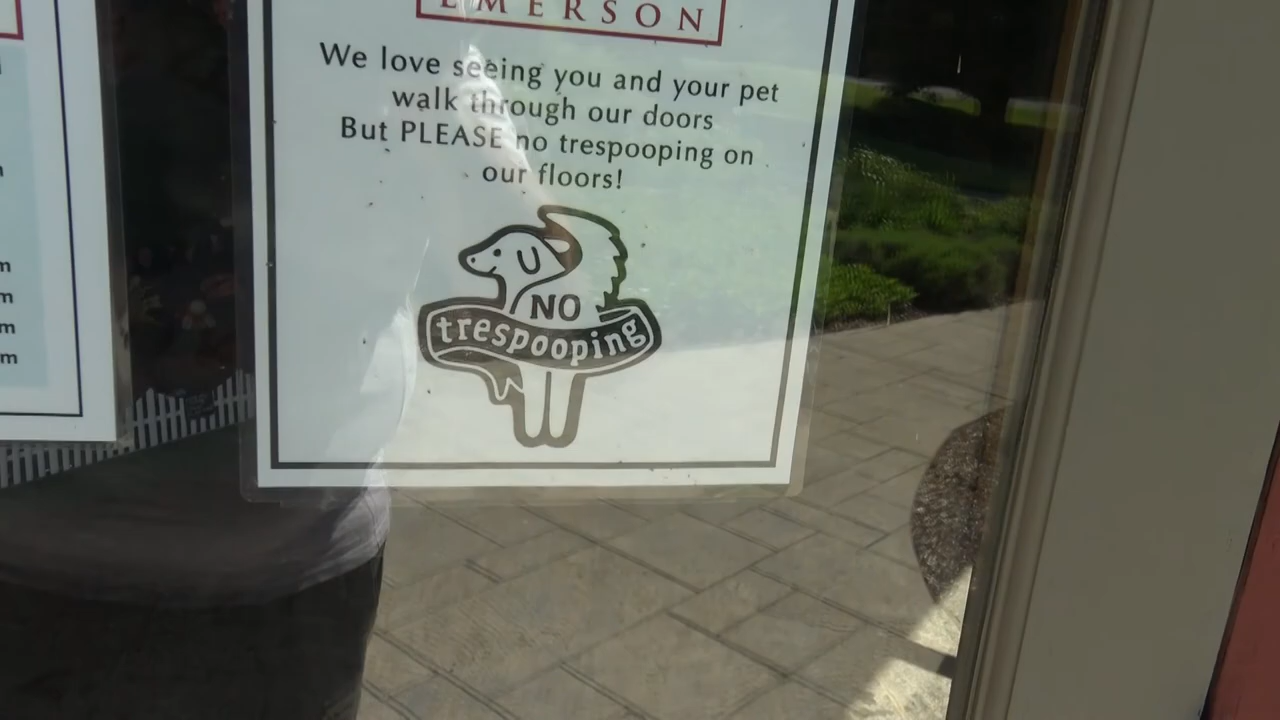 EMERSON
We love seeing you and your pet
walk through our doors
But PLEASE no trespooping on
our floors!
NO
trespooping
m
m
m
m